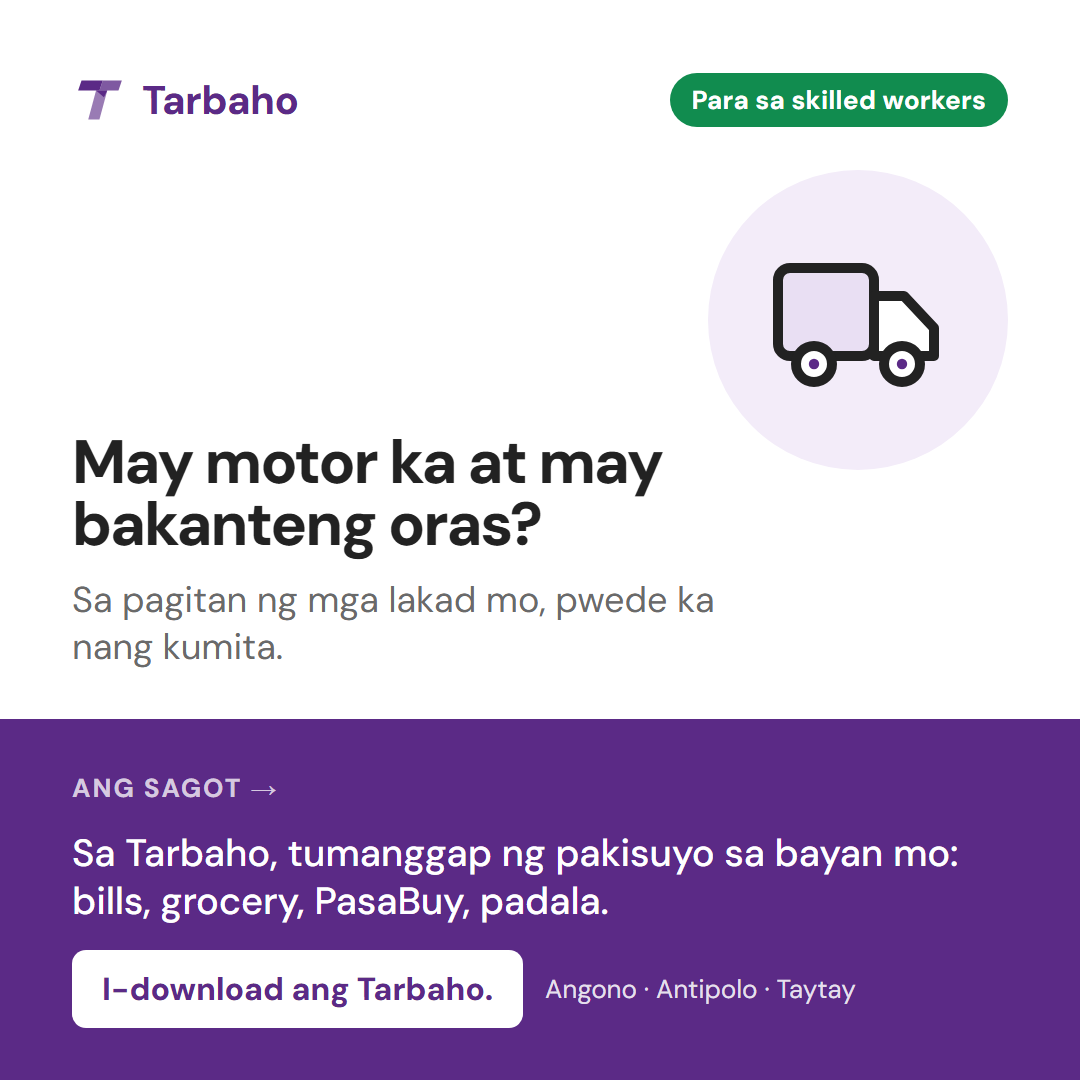 Tarbaho
Para sa skilled workers
May motor ka at may
bakanteng oras?
Sa pagitan ng mga lakad mo, pwede ka
nang kumita.
ANG SAGOT →
Sa Tarbaho, tumanggap ng pakisuyo sa bayan mo:
bills, grocery, PasaBuy, padala.
I-download ang Tarbaho.
Angono · Antipolo · Taytay